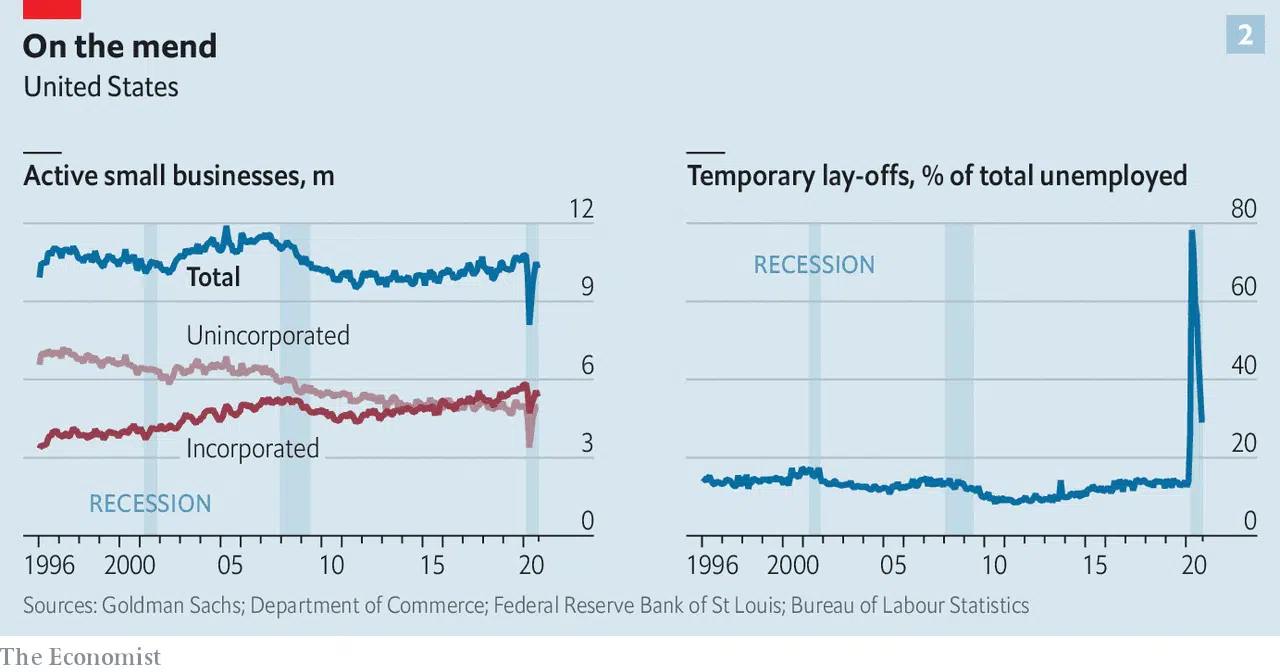 On the mend
2
United States
Active small businesses, m
12
Total
9
Unincorporated
6
Incorporated
3
RECESSION
0
1996 2000 05 10 15 20
Temporary lay-offs, % of total unemployed
80
RECESSION
60
40
20
0
1996 2000 05 10 15 20
Sources: Goldman Sachs; Department of Commerce; Federal Reserve Bank of St Louis; Bureau of Labour Statistics
The Economist